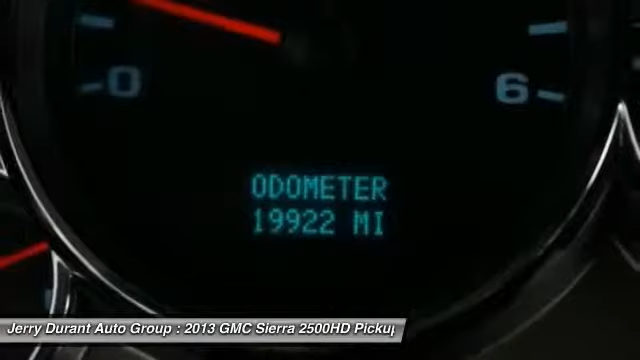 0 6
ODOMETER
19922 MI
Jerry Durant Auto Group : 2013 GMC Sierra 2500HD Pickup